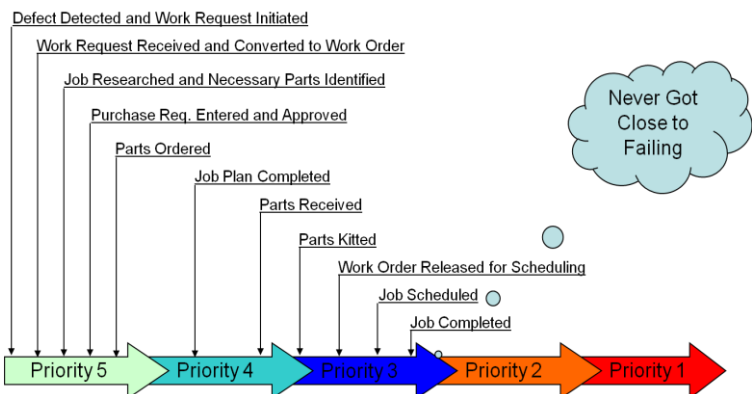 Defect Detected and Work Request Initiated
Work Request Received and Converted to Work Order
Job Researched and Necessary Parts Identified
Purchase Req. Entered and Approved
Parts Ordered
Job Plan Completed
Parts Received
Parts Kitted
Work Order Released for Scheduling
Job Scheduled
Job Completed
Never Got
Close to
Failing
Priority 5
Priority 4
Priority 3
Priority 2
Priority 1